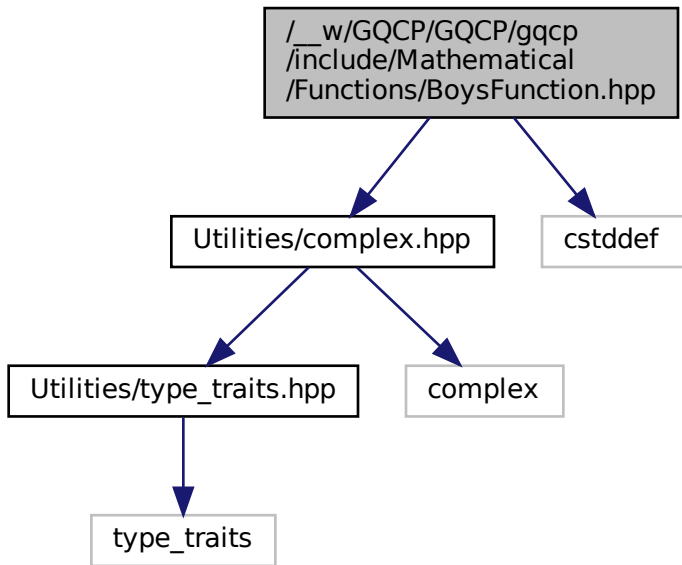 /__w/GQCP/GQCP/gqcp
/include/Mathematical
/Functions/BoysFunction.hpp
Utilities/complex.hpp
cstddef
Utilities/type_traits.hpp
complex
type_traits